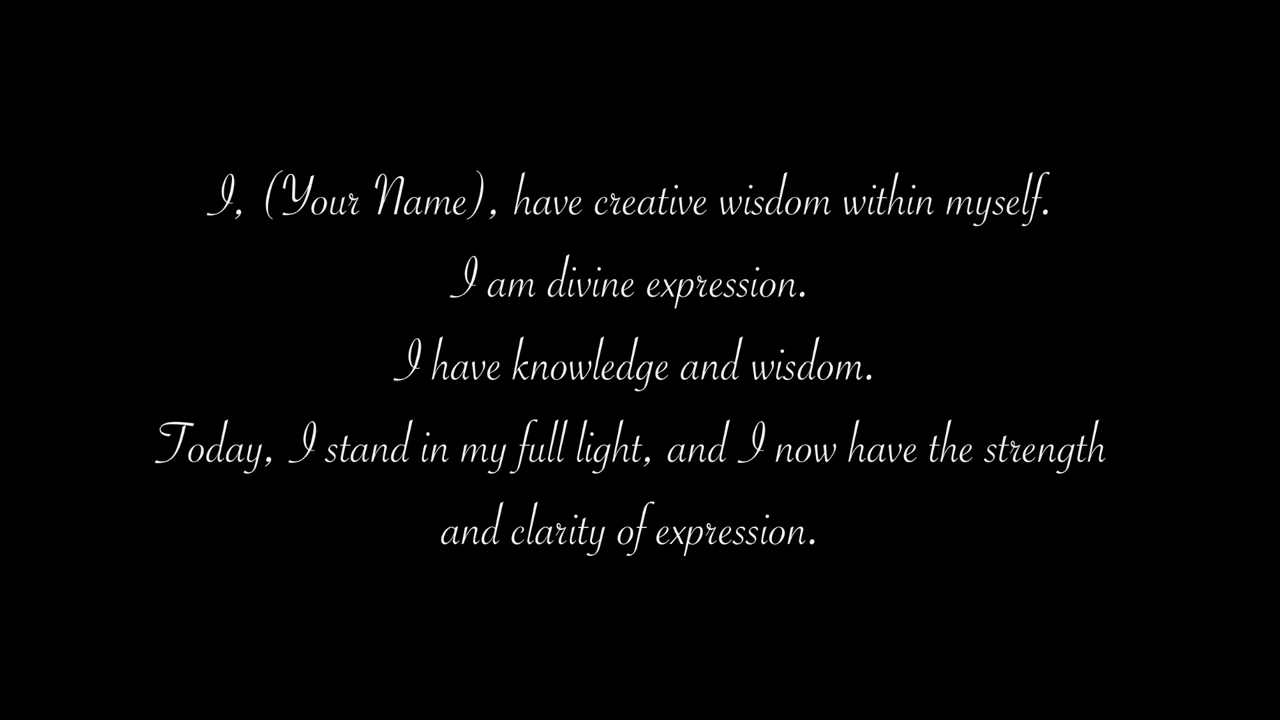 I, (Your Name), have creative wisdom within myself.
I am divine expression.
I have knowledge and wisdom.
Today, I stand in my full light, and I now have the strength
and clarity of expression.